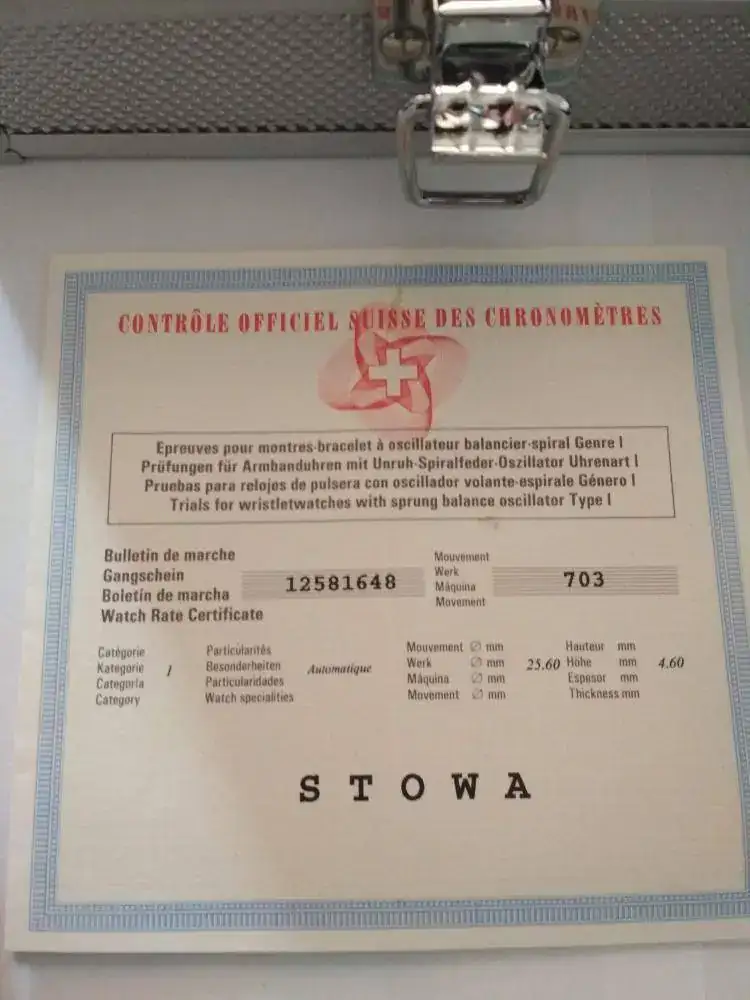 CONTRÔLE OFFICIEL SUISSE DES CHRONOMÈTRES
Epreuves pour montres-bracelet à oscillateur balancier-spiral Genre I
Prüfungen für Armbanduhren mit Unruh-Spiralfeder-Oszillator Uhrenart I
Pruebas para relojes de pulsera con oscillador volante-espirale Género I
Trials for wristletwatches with sprung balance oscillator Type I
Bulletin de marche
Gangschein
Boletín de marcha
Watch Rate Certificate
12581648
Mouvement
Werk
Máquina
Movement
703
Catégorie
Kategorie
Categoria
Category
1
Particularités
Besonderheiten
Particularidades
Watch specialities
Automatique
Mouvement ∅ mm
Werk ∅ mm
Máquina ∅ mm
Movement ∅ mm
25.60
Hauteur mm
Höhe mm
Espesor mm
Thickness mm
4.60
STOWA